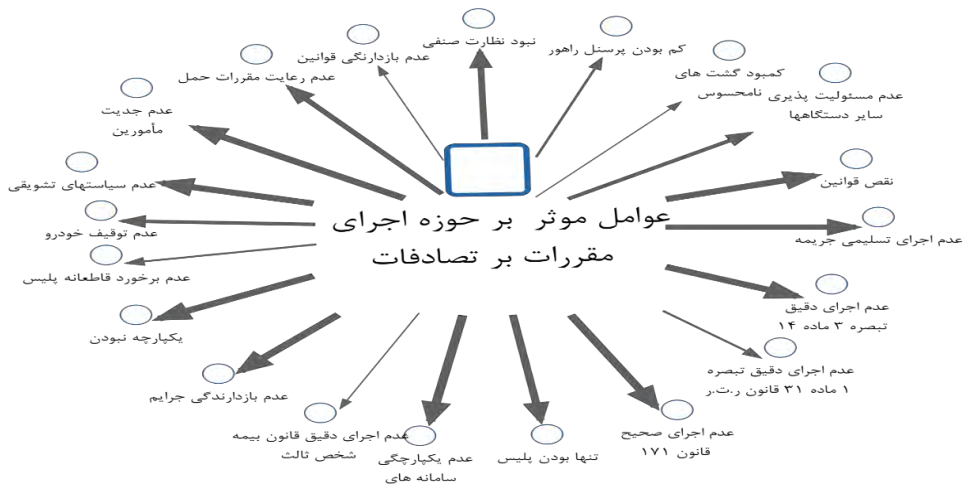 نبود نظارت صنفی
کم بودن پرسنل راهور
کمبود گشت های
نامحسوس
عدم مسئولیت پذیری
سایر دستگاهها
نقص قوانین
عدم اجرای تسلیمی جریمه
عدم اجرای دقیق
تبصره ۳ ماده ۱۴
عدم اجرای دقیق تبصره
۱ ماده ۳۱ قانون ر.ت.ر
عدم اجرای صحیح
قانون ۱۷۱
تنها بودن پلیس
عدم یکپارچگی
سامانه های
عدم اجرای دقیق قانون بیمه
شخص ثالث
عدم بازدارندگی جرایم
یکپارچه نبودن
عدم برخورد قاطعانه پلیس
عدم توقیف خودرو
عدم سیاستهای تشویقی
عدم جدیت
مأمورین
عدم رعایت مقررات حمل
عدم بازدارنگی قوانین
عوامل موثر بر حوزه اجرای
مقررات بر تصادفات